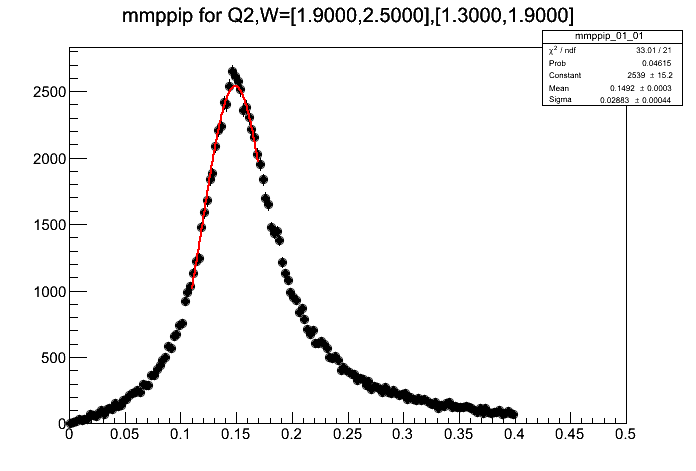 mmppip for Q2,W=[1.9000,2.5000],[1.3000,1.9000]
mmppip_01_01
χ² / ndf 33.01 / 21
Prob 0.04615
Constant 2539 ± 15.2
Mean 0.1492 ± 0.0003
Sigma 0.02883 ± 0.00044
2500
2000
1500
1000
500
0
0 0.05 0.1 0.15 0.2 0.25 0.3 0.35 0.4 0.45 0.5